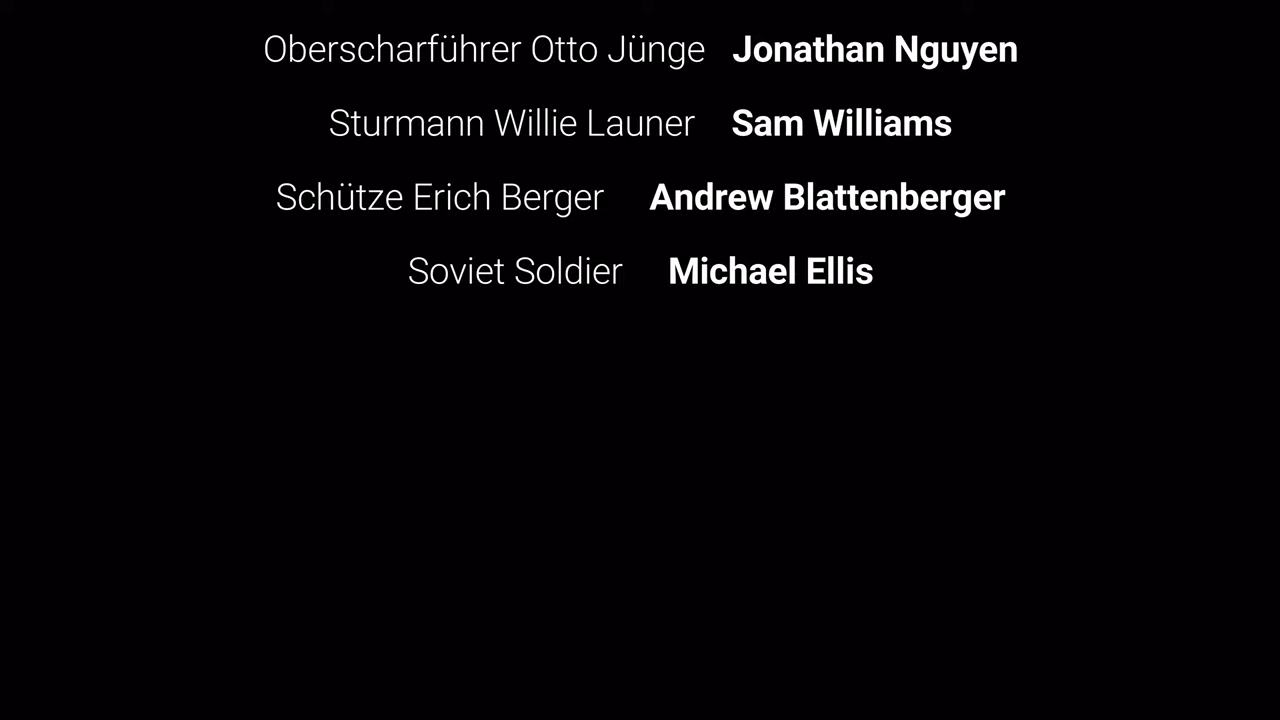 Oberscharführer Otto Jünge Jonathan Nguyen
Sturmann Willie Launer Sam Williams
Schütze Erich Berger Andrew Blattenberger
Soviet Soldier Michael Ellis